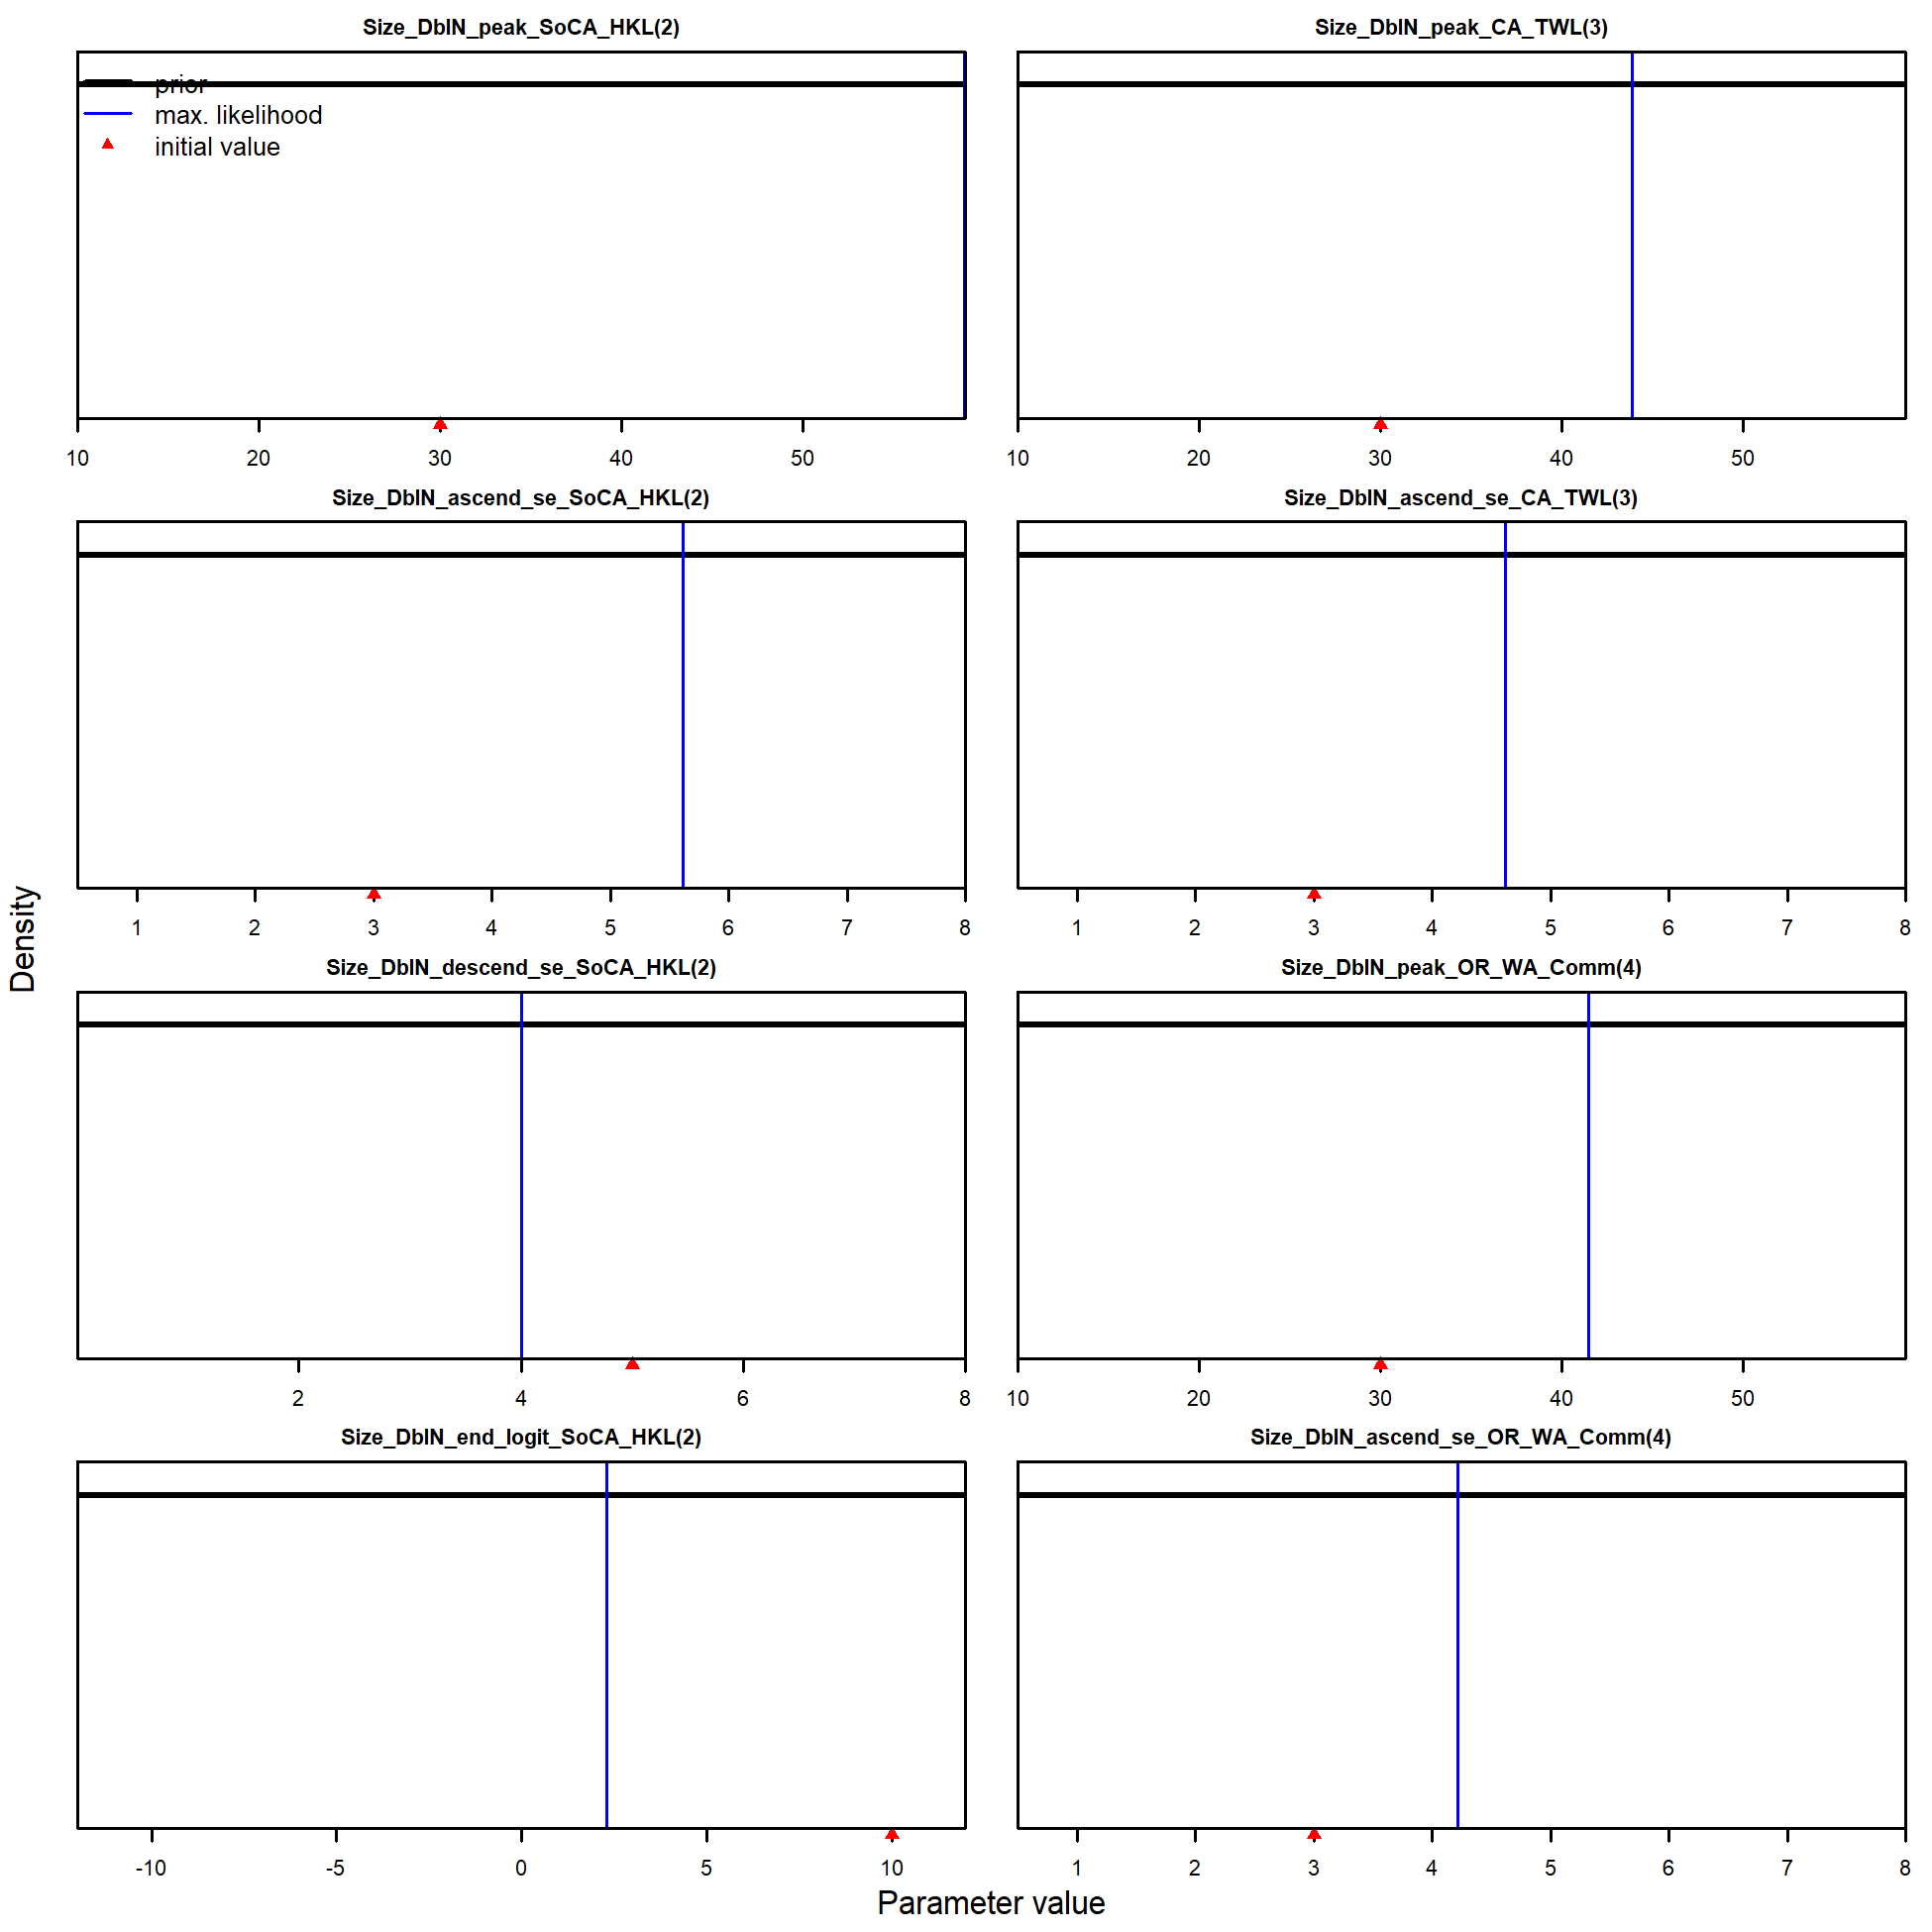 Size_DblN_peak_SoCA_HKL(2)
prior
max. likelihood
initial value
10 20 30 40 50
Size_DblN_peak_CA_TWL(3)
10 20 30 40 50
Size_DblN_ascend_se_SoCA_HKL(2)
1 2 3 4 5 6 7 8
Size_DblN_ascend_se_CA_TWL(3)
1 2 3 4 5 6 7 8
Size_DblN_descend_se_SoCA_HKL(2)
2 4 6 8
Size_DblN_peak_OR_WA_Comm(4)
10 20 30 40 50
Size_DblN_end_logit_SoCA_HKL(2)
-10 -5 0 5 10
Size_DblN_ascend_se_OR_WA_Comm(4)
1 2 3 4 5 6 7 8
Density
Parameter value